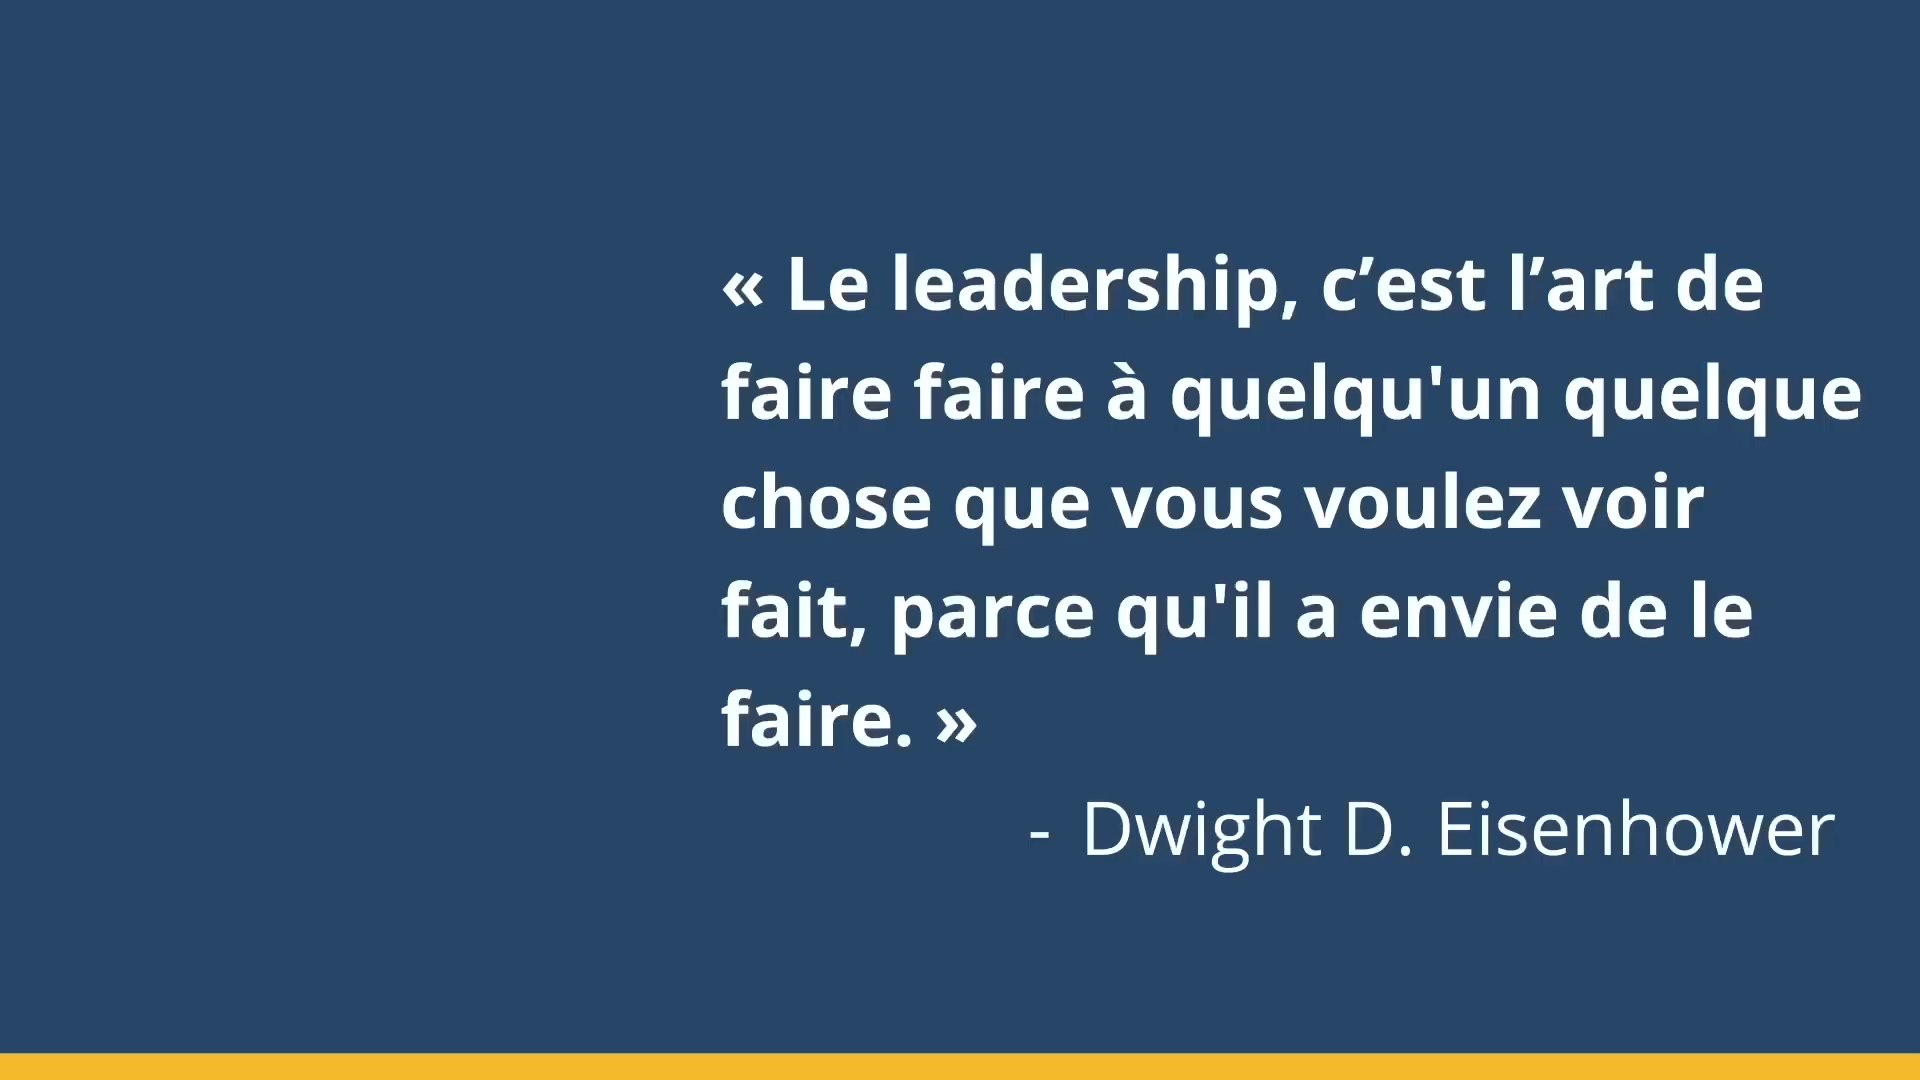 « Le leadership, c’est l’art de
faire faire à quelqu'un quelque
chose que vous voulez voir
fait, parce qu'il a envie de le
faire. »
- Dwight D. Eisenhower